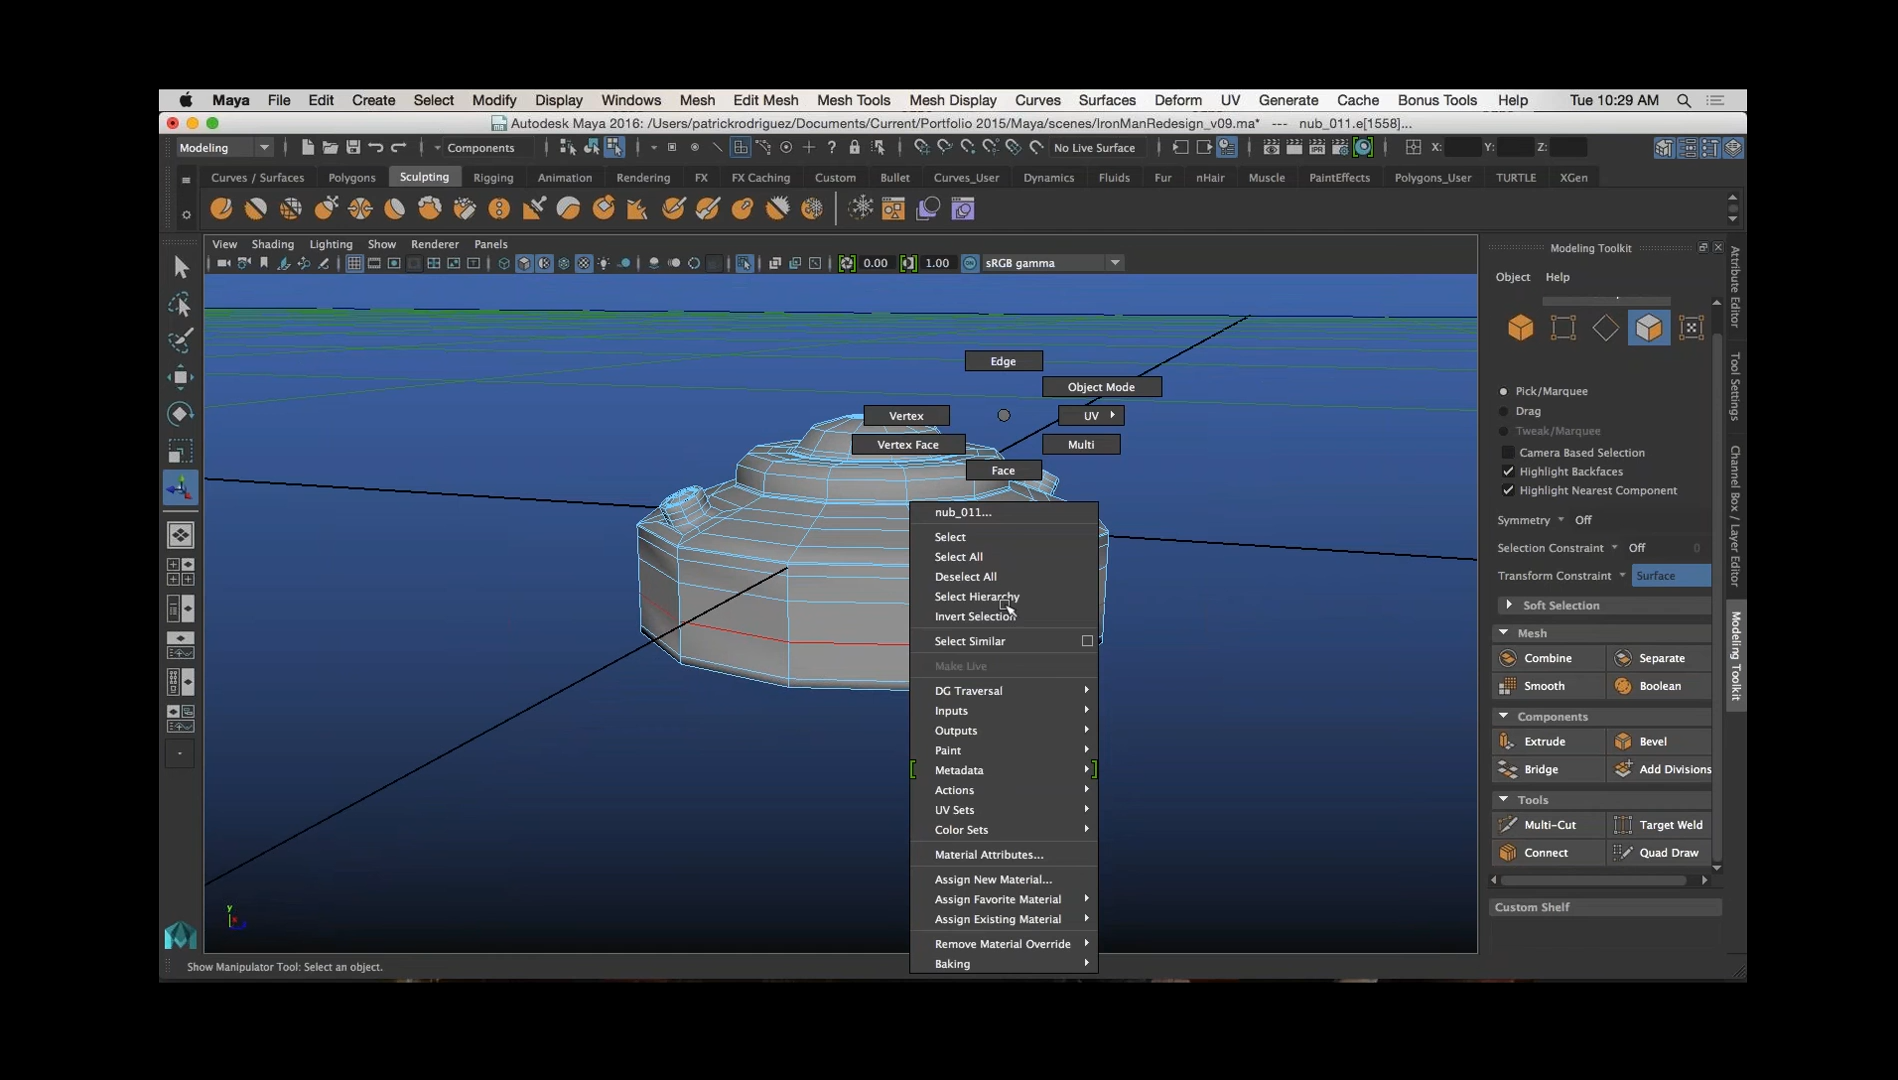 Maya File Edit Create Select Modify Display Windows Mesh Edit Mesh Mesh Tools Mesh Display Curves Surfaces Deform UV Generate Cache Bonus Tools Help Tue 10:29 AM
Autodesk Maya 2016: /Users/patrickrodriguez/Documents/Current/Portfolio 2015/Maya/scenes/IronManRedesign_v09.ma* --- nub_011.e[1558]...
Modeling Components No Live Surface X: Y: Z:
Curves / Surfaces Polygons Sculpting Rigging Animation Rendering FX FX Caching Custom Bullet Curves_User Dynamics Fluids Fur nHair Muscle PaintEffects Polygons_User TURTLE XGen
View Shading Lighting Show Renderer Panels
0.00 1.00 sRGB gamma
Edge
Object Mode
Vertex UV
Vertex Face Multi
Face
nub_011...
Select
Select All
Deselect All
Select Hierarchy
Invert Selection
Select Similar
Make Live
DG Traversal
Inputs
Outputs
Paint
Metadata
Actions
UV Sets
Color Sets
Material Attributes...
Assign New Material...
Assign Favorite Material
Assign Existing Material
Remove Material Override
Baking
y
Show Manipulator Tool: Select an object.
Modeling Toolkit
Object Help
Pick/Marquee
Drag
Tweak/Marquee
Camera Based Selection
Highlight Backfaces
Highlight Nearest Component
Symmetry Off
Selection Constraint Off 0
Transform Constraint Surface
Soft Selection
Mesh
Combine Separate
Smooth Boolean
Components
Extrude Bevel
Bridge Add Divisions
Tools
Multi-Cut Target Weld
Connect Quad Draw
Custom Shelf
Attribute Editor
Tool Settings
Channel Box / Layer Editor
Modeling Toolkit